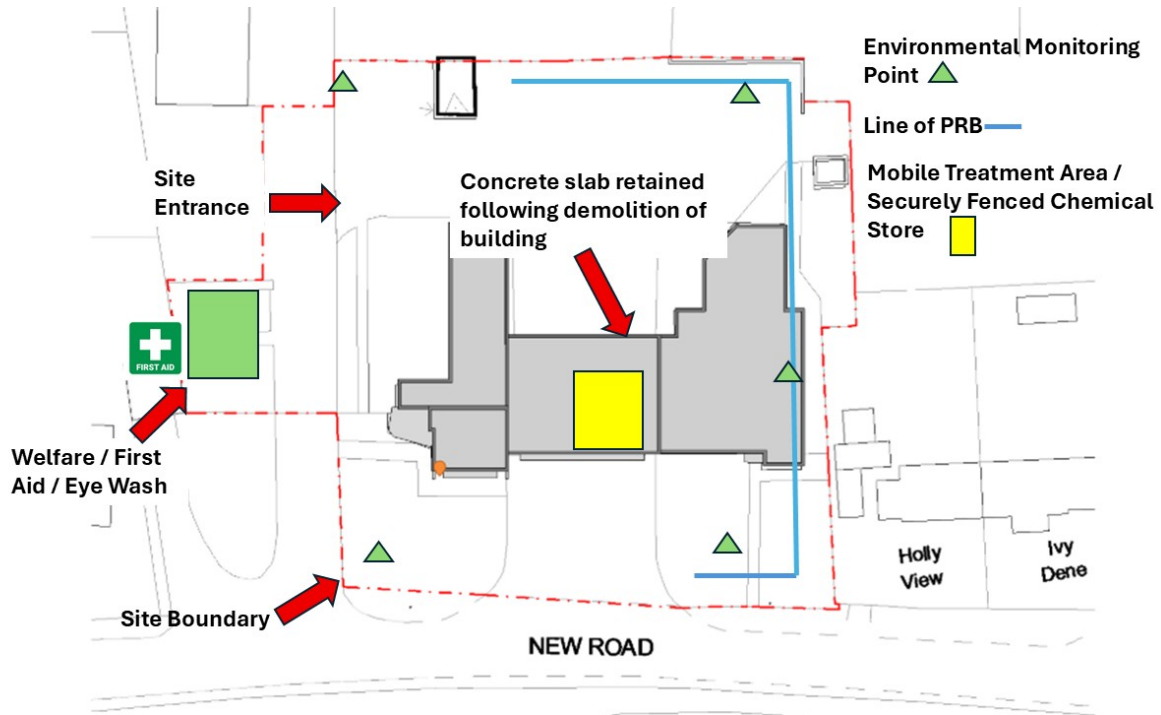 Environmental Monitoring
Point
Line of PRB
Mobile Treatment Area /
Securely Fenced Chemical
Store
Site
Entrance
Concrete slab retained
following demolition of
building
FIRST AID
Welfare / First
Aid / Eye Wash
Site Boundary
Holly
View
Ivy
Dene
NEW ROAD